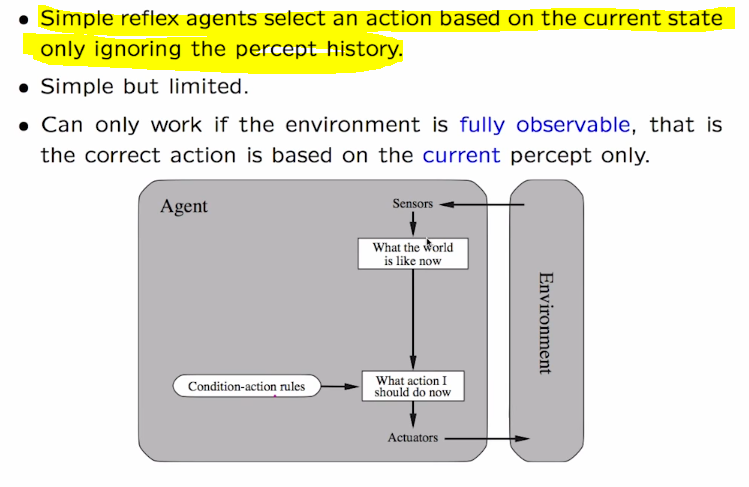 • Simple reflex agents select an action based on the current state
only ignoring the percept history.
• Simple but limited.
• Can only work if the environment is fully observable, that is
the correct action is based on the current percept only.
Agent
Sensors
What the world
is like now
Environment
Condition-action rules
What action I
should do now
Actuators